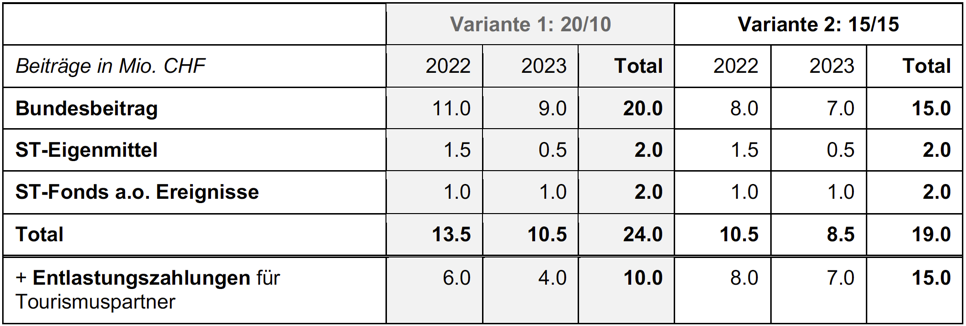 Variante 1: 20/10 Variante 2: 15/15
Beiträge in Mio. CHF 2022 2023 Total 2022 2023 Total
Bundesbeitrag 11.0 9.0 20.0 8.0 7.0 15.0
ST-Eigenmittel 1.5 0.5 2.0 1.5 0.5 2.0
ST-Fonds a.o. Ereignisse 1.0 1.0 2.0 1.0 1.0 2.0
Total 13.5 10.5 24.0 10.5 8.5 19.0
+ Entlastungszahlungen für 6.0 4.0 10.0 8.0 7.0 15.0
Tourismuspartner